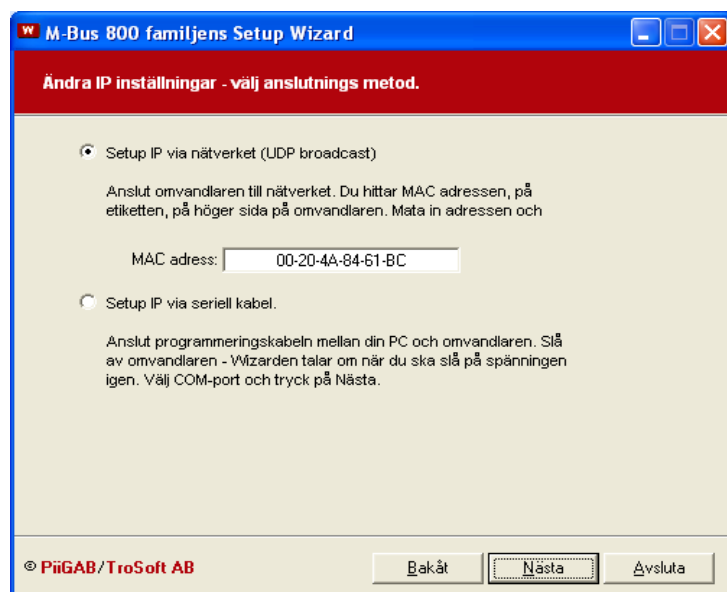 W M-Bus 800 familjens Setup Wizard
Ändra IP inställningar - välj anslutnings metod.
Setup IP via nätverket (UDP broadcast)
Anslut omvandlaren till nätverket. Du hittar MAC adressen, på
etiketten, på höger sida på omvandlaren. Mata in adressen och
MAC adress: 00-20-4A-84-61-BC
Setup IP via seriell kabel.
Anslut programmeringskabeln mellan din PC och omvandlaren. Slå
av omvandlaren - Wizarden talar om när du ska slå på spänningen
igen. Välj COM-port och tryck på Nästa.
© PiiGAB/TroSoft AB Bakåt Nästa Avsluta